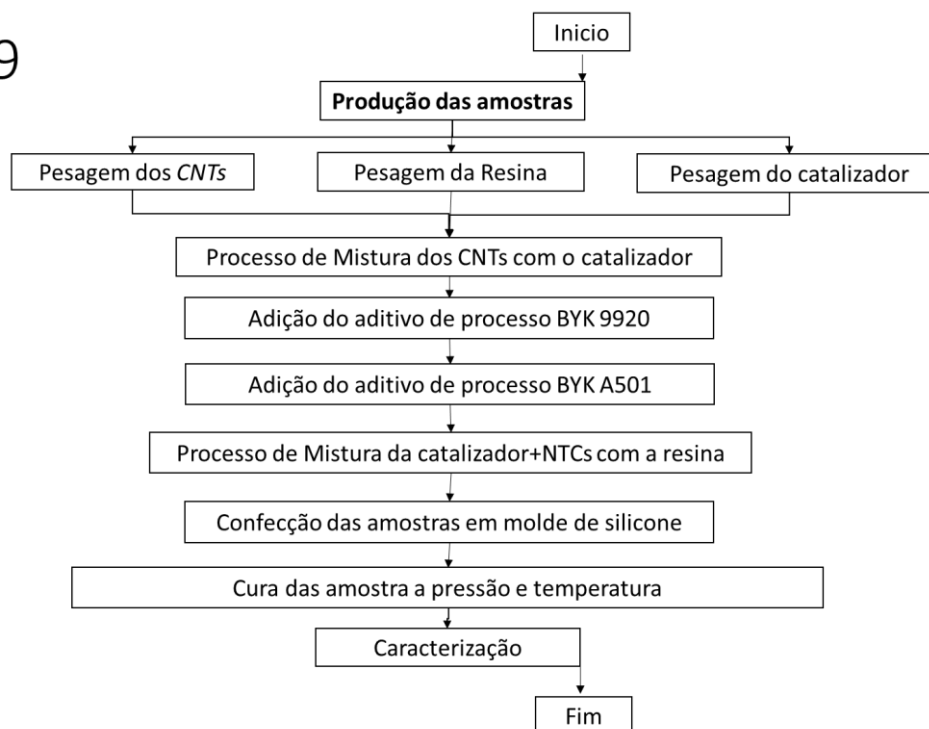 9
Inicio
Produção das amostras
Pesagem dos CNTs
Pesagem da Resina
Pesagem do catalizador
Processo de Mistura dos CNTs com o catalizador
Adição do aditivo de processo BYK 9920
Adição do aditivo de processo BYK A501
Processo de Mistura da catalizador+NTCs com a resina
Confecção das amostras em molde de silicone
Cura das amostra a pressão e temperatura
Caracterização
Fim